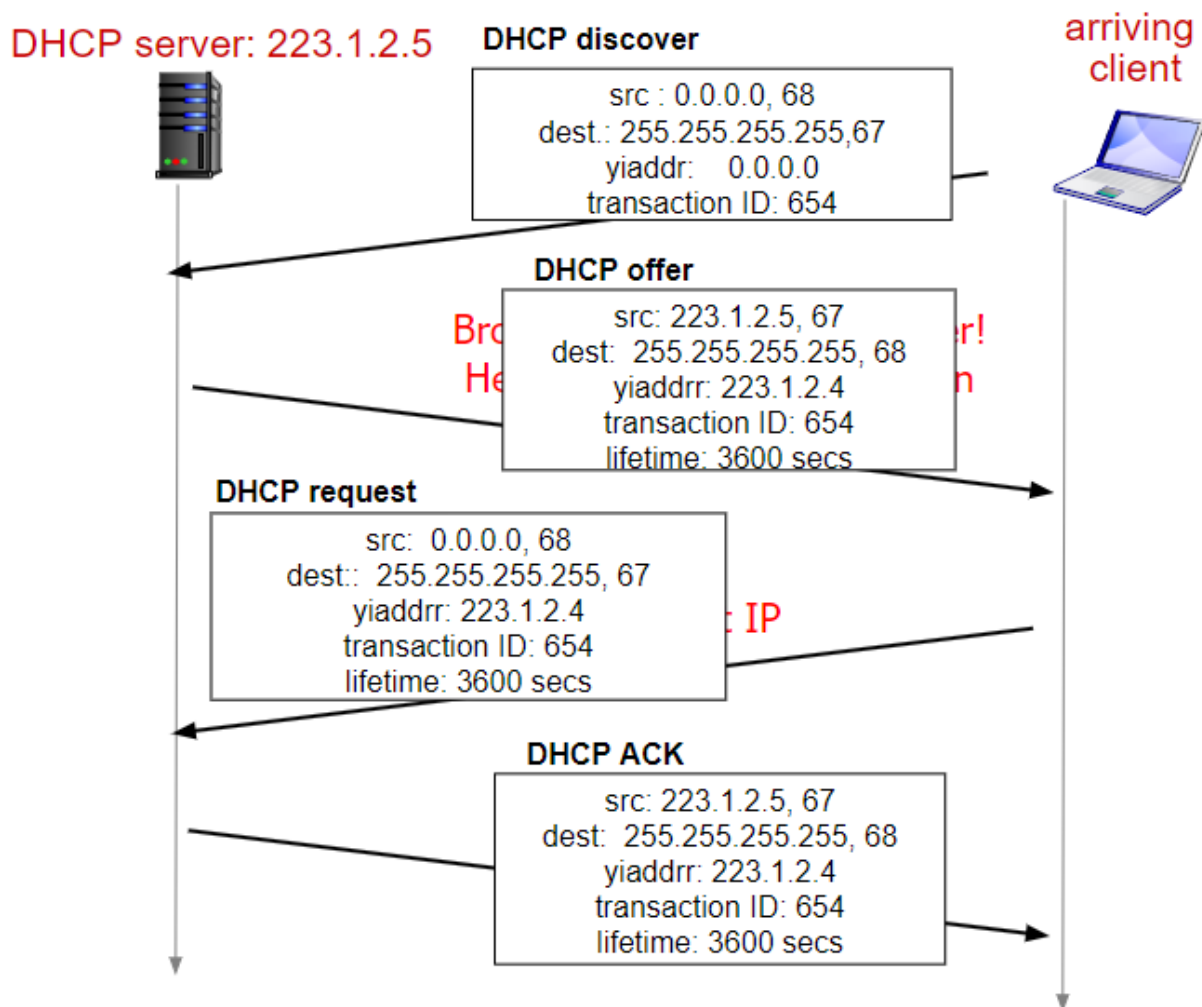 DHCP server: 223.1.2.5
DHCP discover
arriving
client
src : 0.0.0.0, 68
dest.: 255.255.255.255,67
yiaddr: 0.0.0.0
transaction ID: 654
DHCP offer
src: 223.1.2.5, 67
dest: 255.255.255.255, 68
yiaddrr: 223.1.2.4
transaction ID: 654
lifetime: 3600 secs
DHCP request
src: 0.0.0.0, 68
dest:: 255.255.255.255, 67
yiaddrr: 223.1.2.4
transaction ID: 654
lifetime: 3600 secs
IP
DHCP ACK
src: 223.1.2.5, 67
dest: 255.255.255.255, 68
yiaddrr: 223.1.2.4
transaction ID: 654
lifetime: 3600 secs